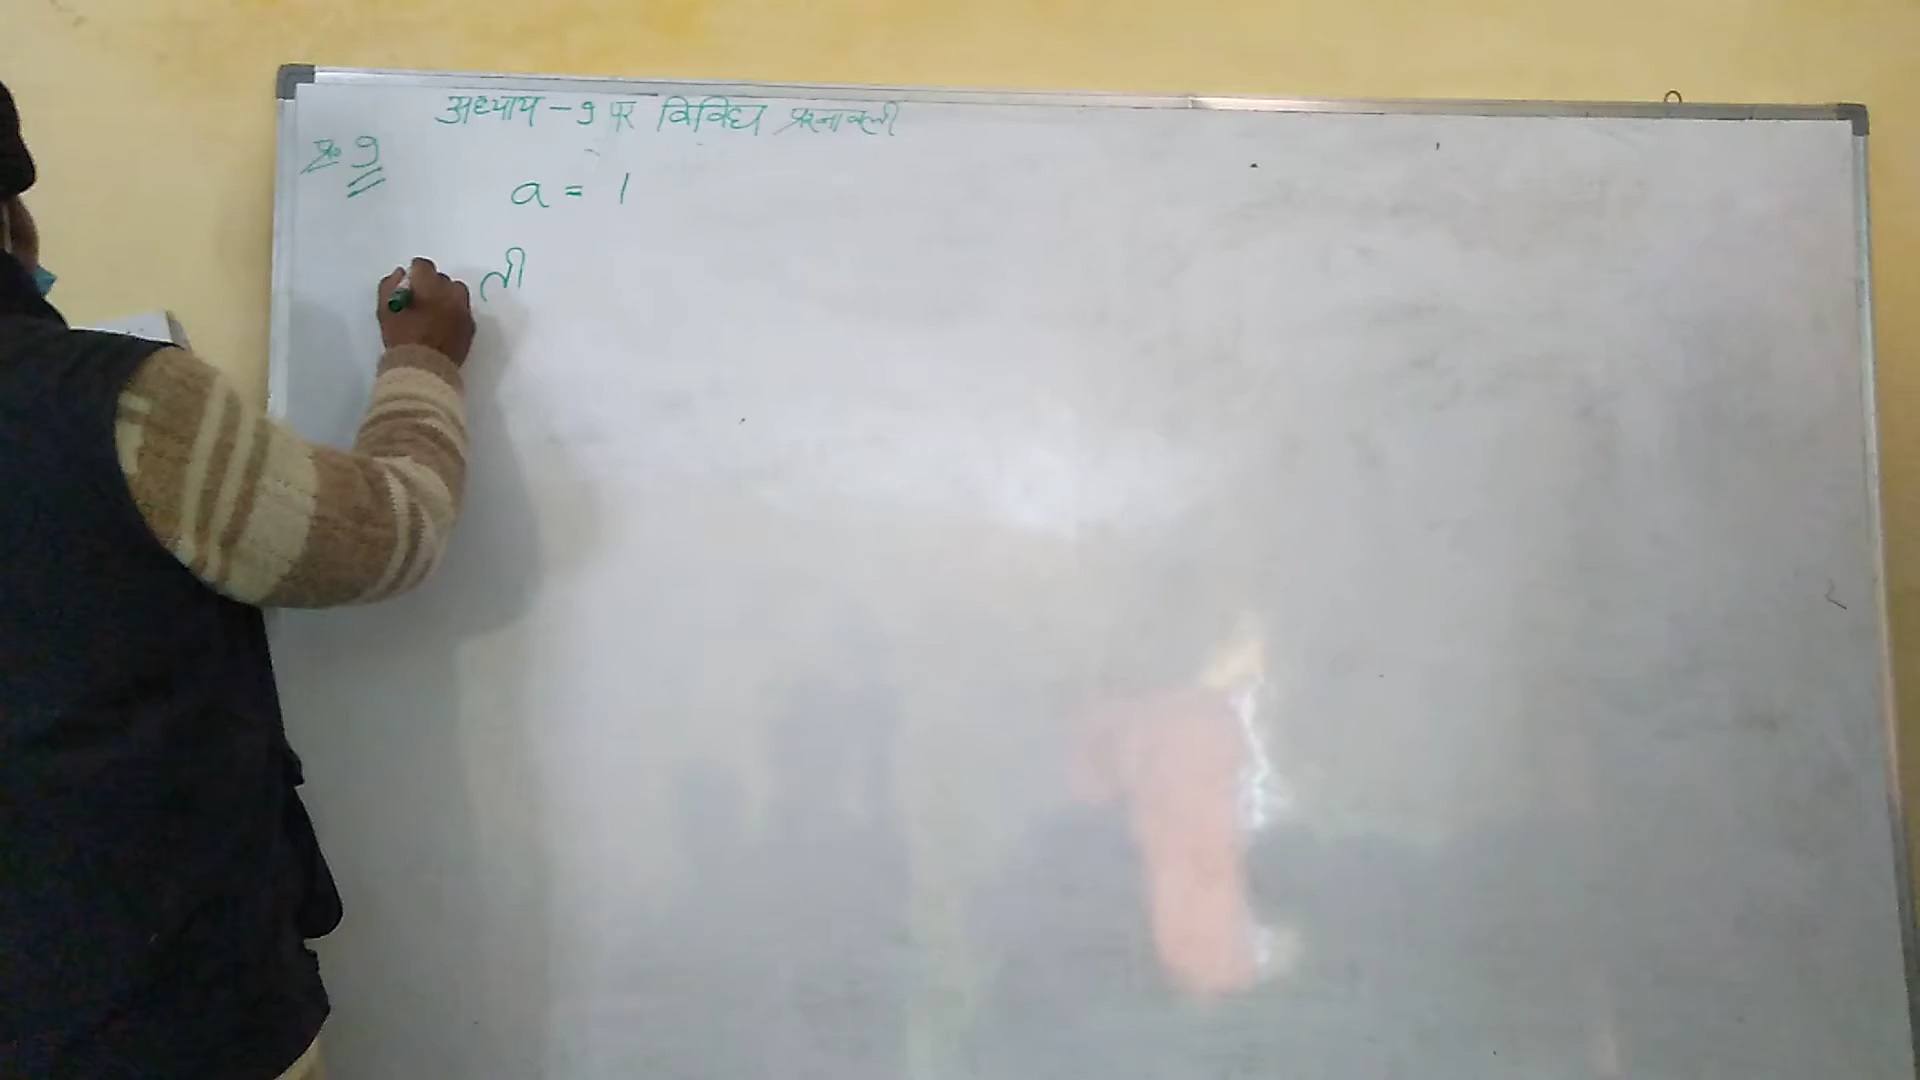 अध्याय - 9 पर विविध प्रश्नावली
प्र० 9
a = 1
ती